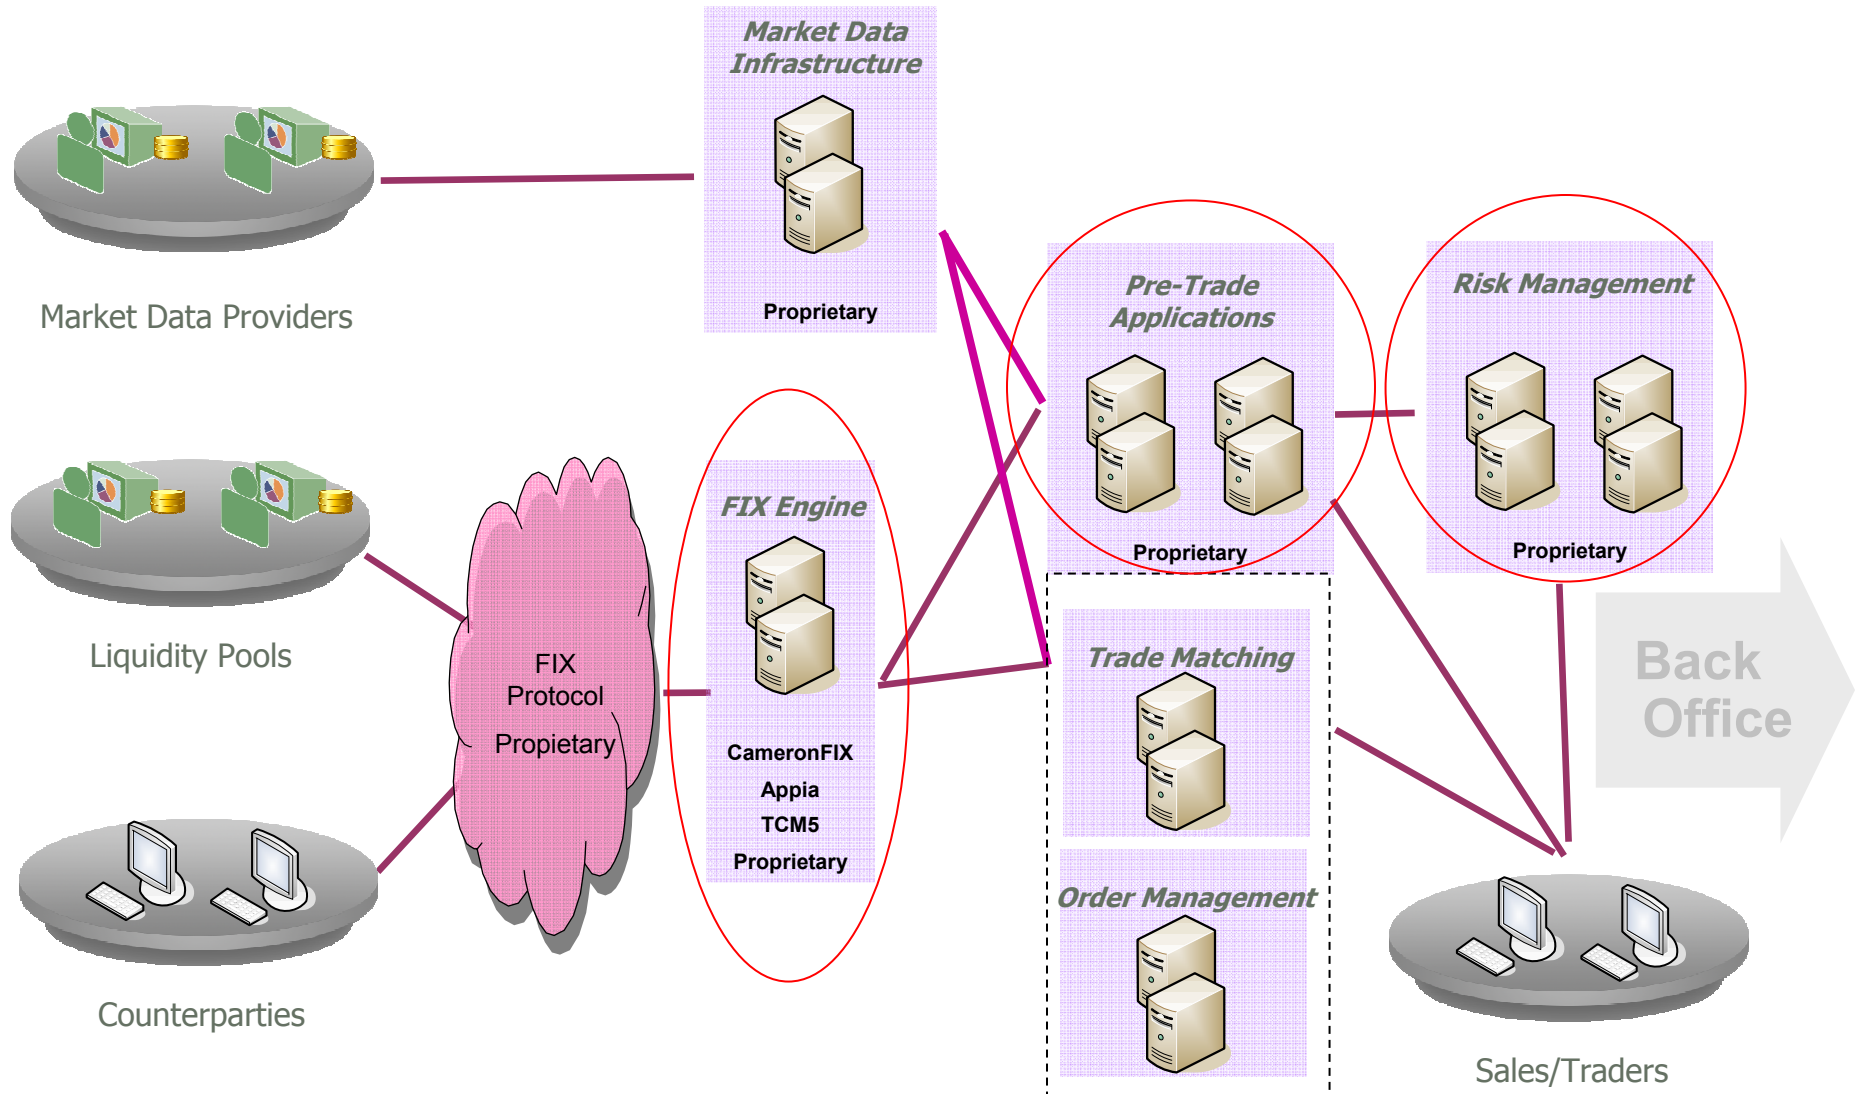 Market Data
Infrastructure
Proprietary
Market Data Providers
Pre-Trade
Applications
Proprietary
Risk Management
Proprietary
Liquidity Pools
FIX
Protocol
Propietary
FIX Engine
CameronFIX
Appia
TCM5
Proprietary
Trade Matching
Order Management
Back
Office
Counterparties
Sales/Traders